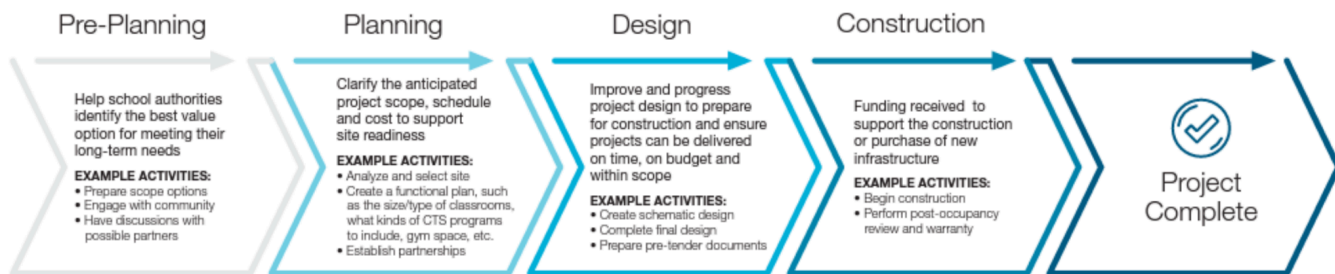 Pre-Planning
Help school authorities
identify the best value
option for meeting their
long-term needs
EXAMPLE ACTIVITIES:
• Prepare scope options
• Engage with community
• Have discussions with
possible partners
Planning
Clarify the anticipated
project scope, schedule
and cost to support
site readiness
EXAMPLE ACTIVITIES:
• Analyze and select site
• Create a functional plan, such
as the size/type of classrooms,
what kinds of CTS programs
to include, gym space, etc.
• Establish partnerships
Design
Improve and progress
project design to prepare
for construction and ensure
projects can be delivered
on time, on budget and
within scope
EXAMPLE ACTIVITIES:
• Create schematic design
• Complete final design
• Prepare pre-tender documents
Construction
Funding received to
support the construction
or purchase of new
infrastructure
EXAMPLE ACTIVITIES:
• Begin construction
• Perform post-occupancy
review and warranty
Project
Complete